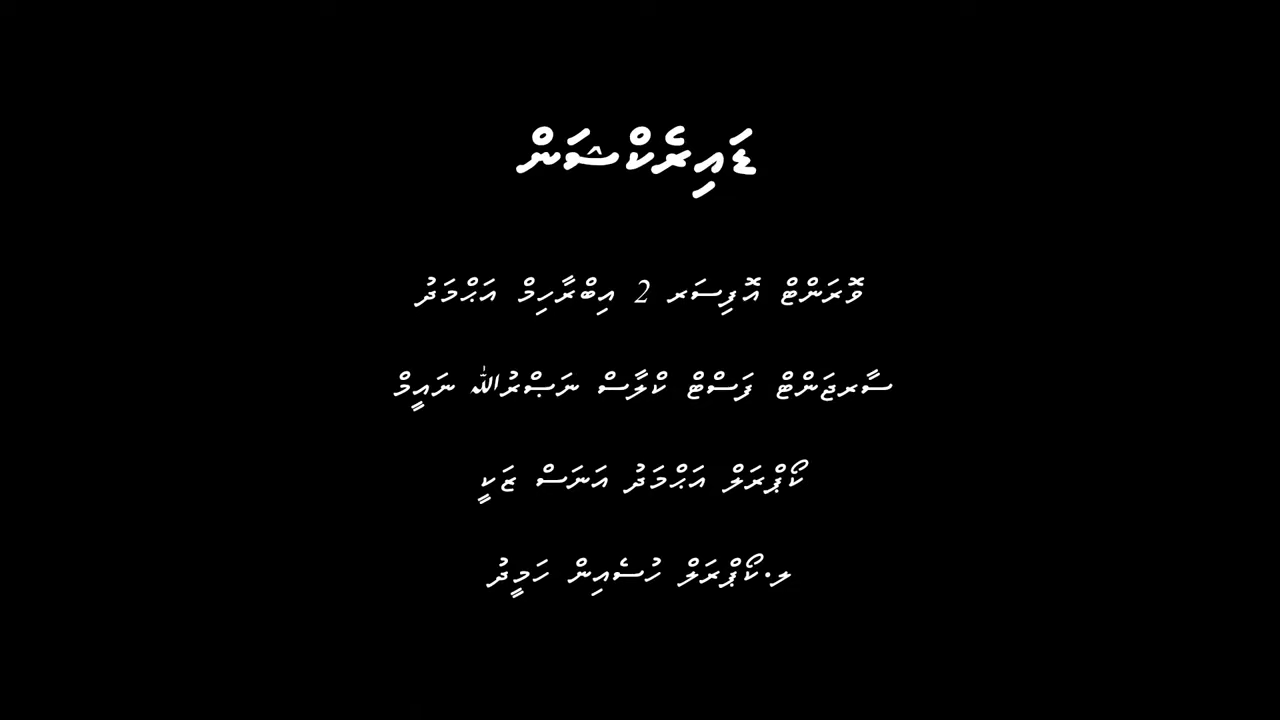 ޑައިރެކްޝަން
ވޮރަންޓް އޮފިސަރ 2 އިބްރާހިމް އަޙްމަދު
ސާރޖަންޓް ފަސްޓް ކްލާސް ނަޞްރުﷲ ނައީމް
ކޯޕްރަލް އަޙްމަދު އަނަސް ޒަކީ
ލ.ކޯޕްރަލް ހުސެއިން ހަމީދު